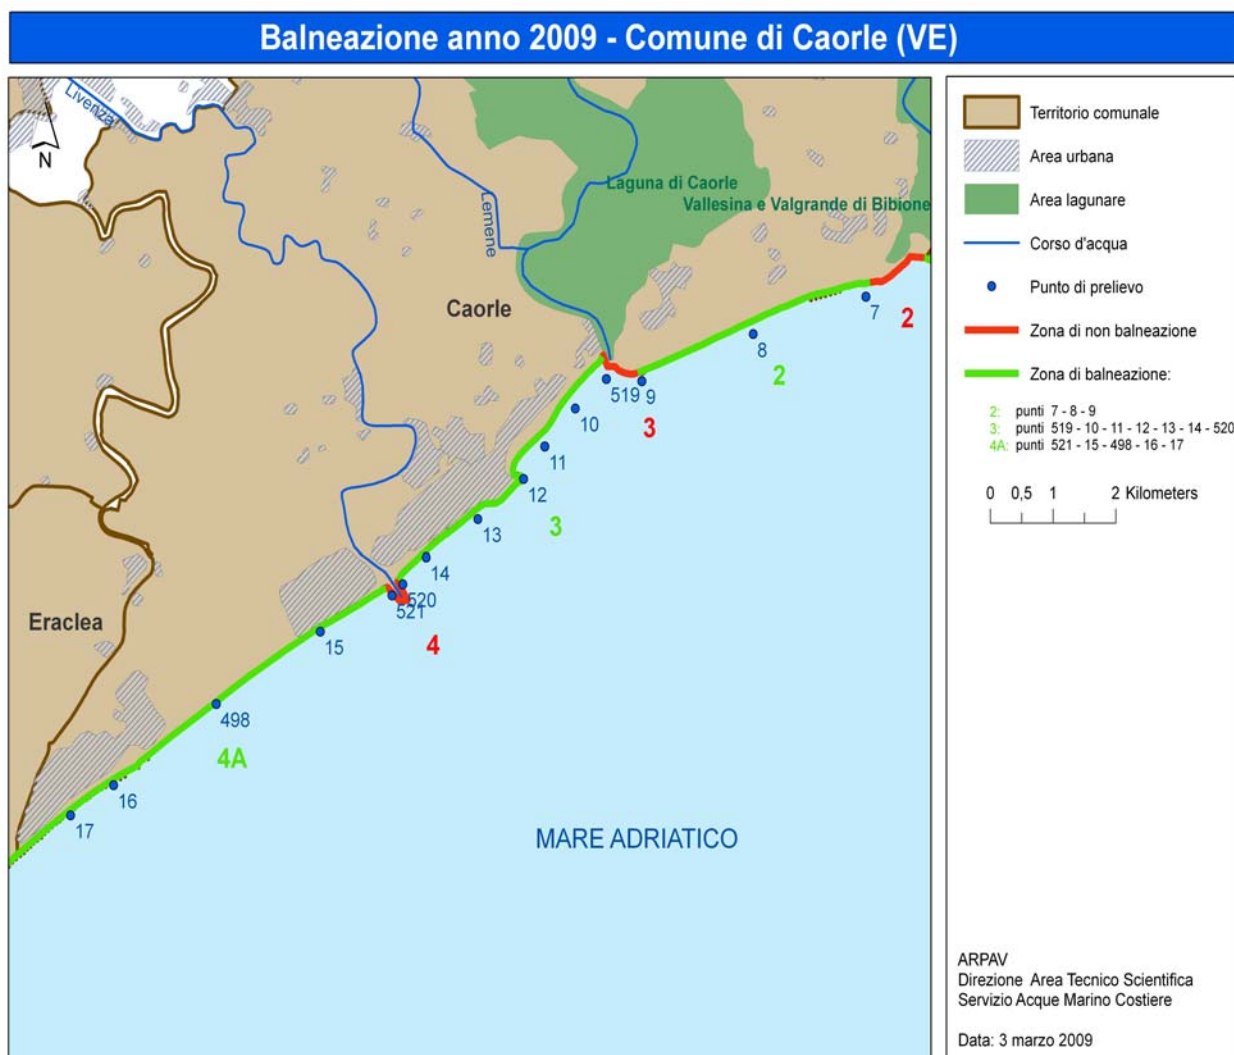 Balneazione anno 2009 - Comune di Caorle (VE)
Livenza
N
Lemene
Laguna di Caorle
Vallesina e Valgrande di Bibione
Caorle
7
2
8
2
519
9
3
10
11
12
3
13
14
520
521
4
15
Eraclea
498
4A
16
17
MARE ADRIATICO
Territorio comunale
Area urbana
Area lagunare
Corso d'acqua
Punto di prelievo
Zona di non balneazione
Zona di balneazione:
2: punti 7 - 8 - 9
3: punti 519 - 10 - 11 - 12 - 13 - 14 - 520
4A: punti 521 - 15 - 498 - 16 - 17
0 0,5 1 2 Kilometers
ARPAV
Direzione Area Tecnico Scientifica
Servizio Acque Marino Costiere
Data: 3 marzo 2009